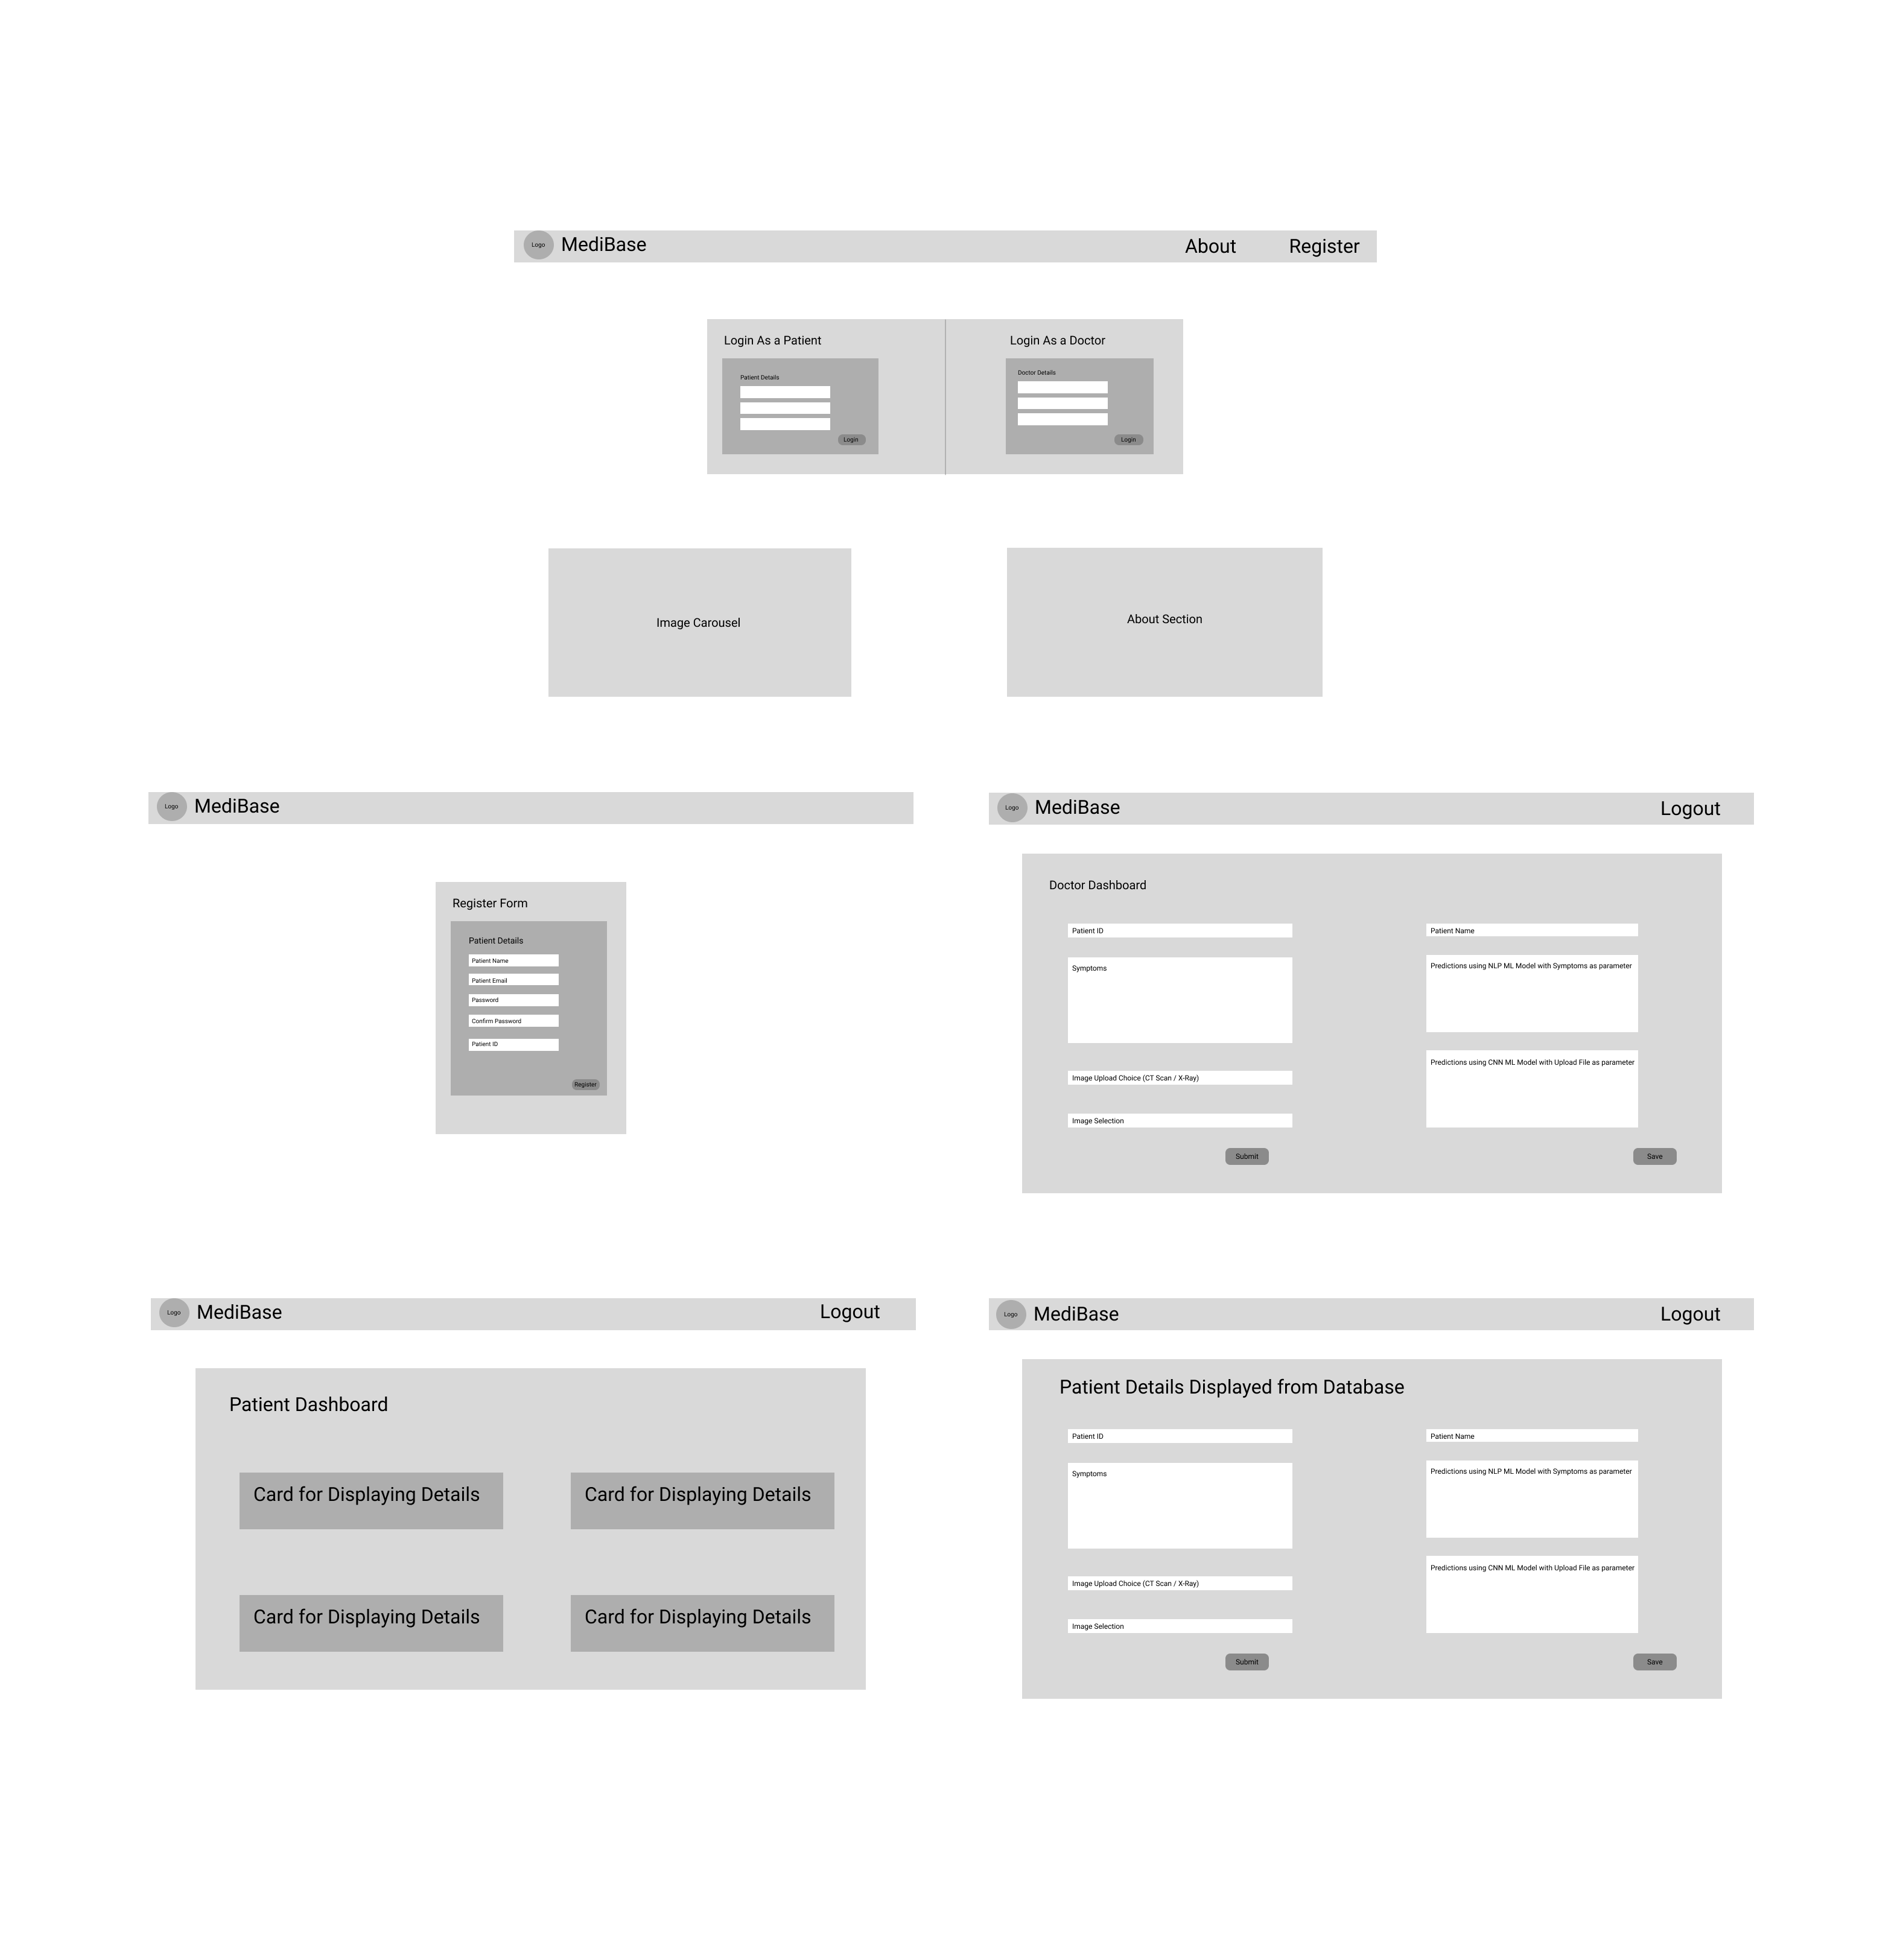 Logo
MediBase
About
Register
Login As a Patient
Patient Details
Login
Login As a Doctor
Doctor Details
Login
Image Carousel
About Section
Logo
MediBase
Register Form
Patient Details
Patient Name
Patient Email
Password
Confirm Password
Patient ID
Register
Logo
MediBase
Logout
Doctor Dashboard
Patient ID
Patient Name
Symptoms
Predictions using NLP ML Model with Symptoms as parameter
Predictions using CNN ML Model with Upload File as parameter
Image Upload Choice (CT Scan / X-Ray)
Image Selection
Submit
Save
Logo
MediBase
Logout
Patient Dashboard
Card for Displaying Details
Card for Displaying Details
Card for Displaying Details
Card for Displaying Details
Logo
MediBase
Logout
Patient Details Displayed from Database
Patient ID
Patient Name
Symptoms
Predictions using NLP ML Model with Symptoms as parameter
Predictions using CNN ML Model with Upload File as parameter
Image Upload Choice (CT Scan / X-Ray)
Image Selection
Submit
Save